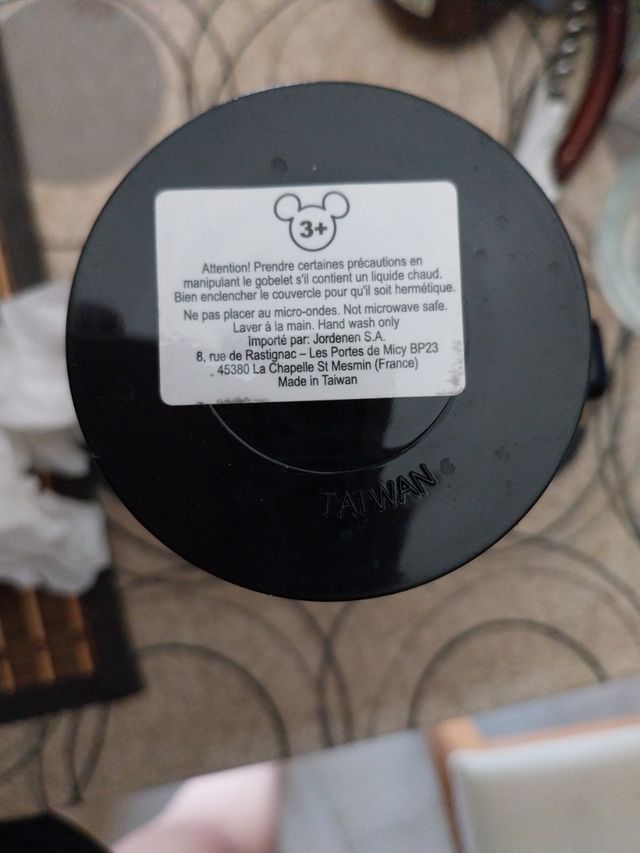 3+
Attention! Prendre certaines précautions en
manipulant le gobelet s'il contient un liquide chaud.
Bien enclencher le couvercle pour qu'il soit hermétique.
Ne pas placer au micro-ondes. Not microwave safe.
Laver à la main. Hand wash only
Importé par: Jordenen S.A.
8, rue de Rastignac – Les Portes de Micy BP23
45380 La Chapelle St Mesmin (France)
Made in Taiwan
TAIWAN